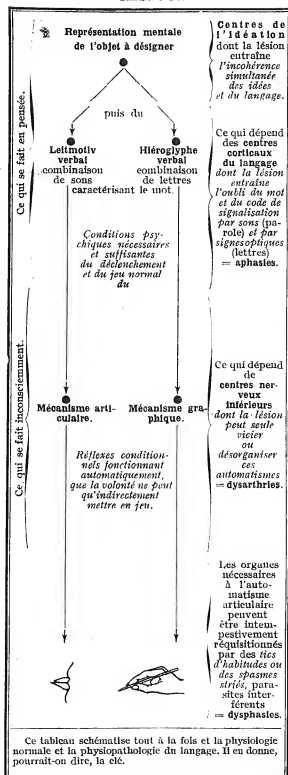 Représentation mentale
de l'objet à désigner
puis du
Leitmotiv
verbal
combinaison
de sons
Hiéroglyphe
verbal
combinaison
de lettres
caractérisant le mot.
Conditions psy-
chiques nécessaires
et suffisantes
du déclenchement
et du jeu normal
du
Mécanisme arti-
culaire.
Mécanisme gra-
phique.
Réflexes condition-
nels fonctionnant
automatiquement,
que la volonté ne peut
qu'indirectement
mettre en jeu.
Ce qui se fait en pensée.
Ce qui se fait inconsciemment.
Centres de
l'idéation
dont la lésion
entraîne
l'incohérence
simultanée
des idées
et du langage.
Ce qui dépend
des centres
corticaux
du langage
dont la lésion
entraîne
l'oubli du mot
et du code de
signalisation
par sons (pa-
role) et par
signes optiques
(lettres)
= aphasies.
Ce qui dépend
de
centres ner-
veux
inférieurs
dont la lésion
peut seule
vicier
ou
désorganiser
ces
automatismes
= dysarthries.
Les organes
nécessaires
à l'auto-
matisme
articulaire
peuvent
être intem-
pestivement
réquisitionnés
par des tics
d'habitudes ou
des spasmes
striés, para-
sites inter-
férents
= dysphasies.
Ce tableau schématise tout à la fois et la physiologie
normale et la physiopathologie du langage. Il en donne,
pourrait-on dire, la clé.